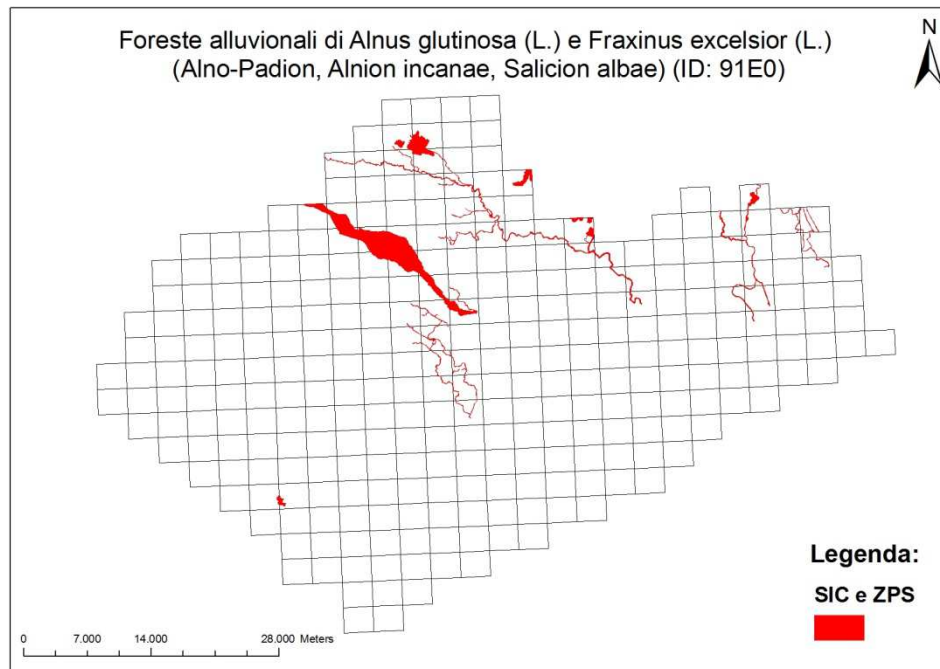 Foreste alluvionali di Alnus glutinosa (L.) e Fraxinus excelsior (L.)
(Alno-Padion, Alnion incanae, Salicion albae) (ID: 91E0)
N
Legenda:
SIC e ZPS
0 7.000 14.000 28.000 Meters